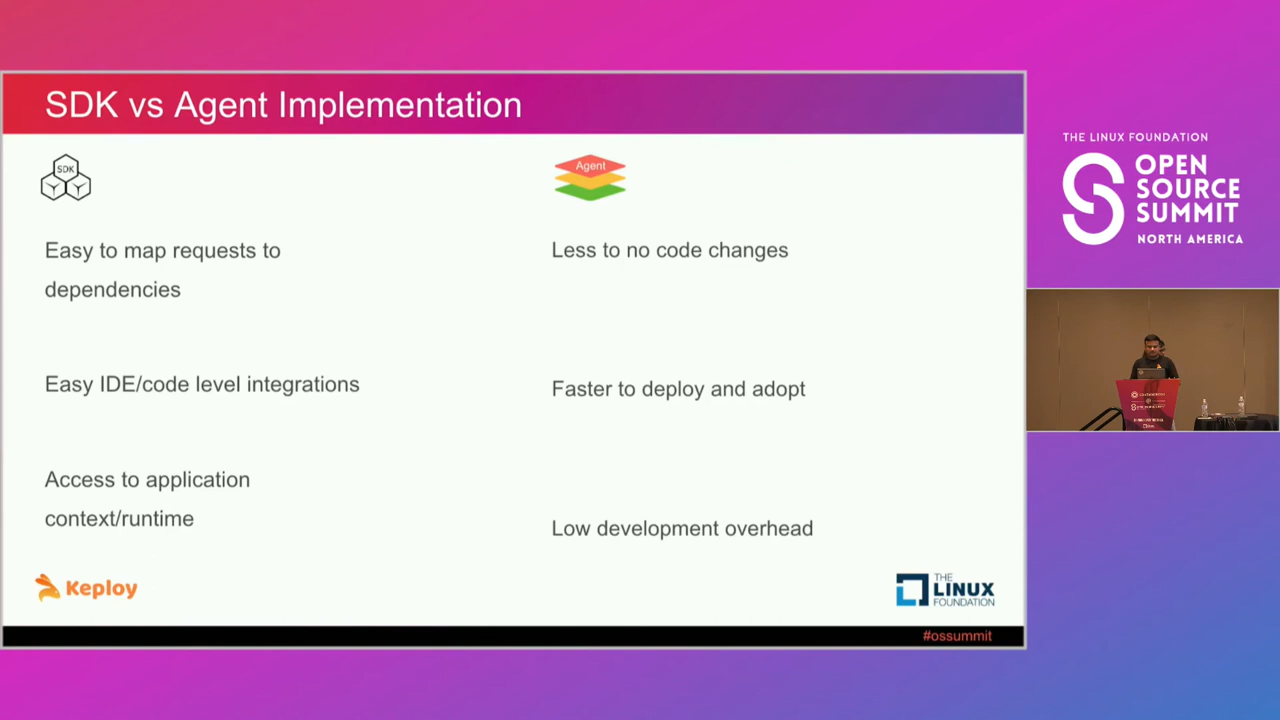 SDK vs Agent Implementation
SDK
Agent
Easy to map requests to
dependencies
Easy IDE/code level integrations
Access to application
context/runtime
Less to no code changes
Faster to deploy and adopt
Low development overhead
Keploy
THE
LINUX
FOUNDATION
#ossummit
THE LINUX FOUNDATION
OPEN
SOURCE
SUMMIT
NORTH AMERICA